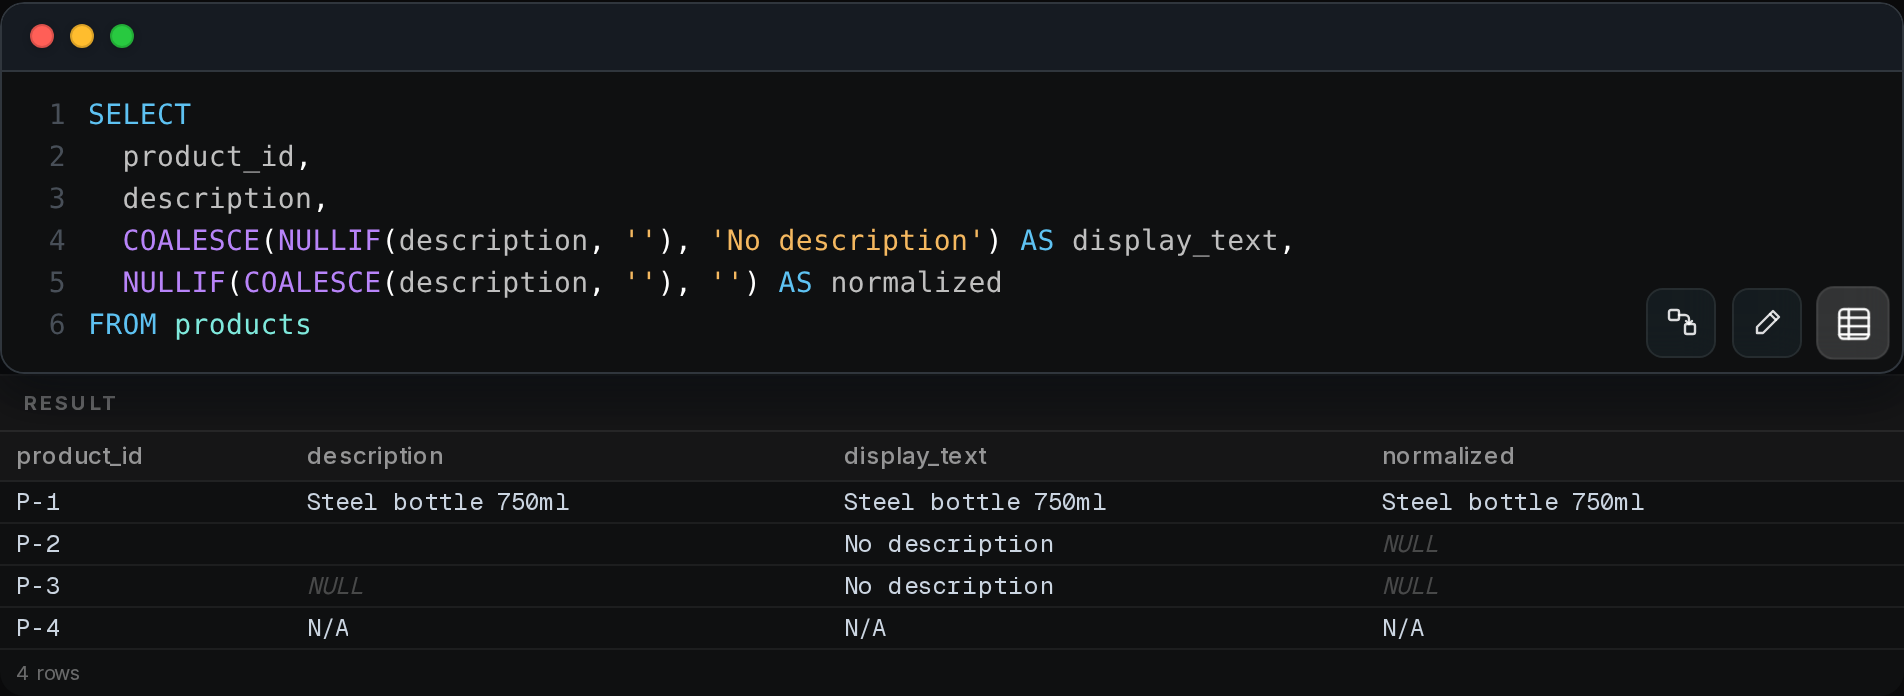 1 SELECT
2   product_id,
3   description,
4   COALESCE(NULLIF(description, ''), 'No description') AS display_text,
5   NULLIF(COALESCE(description, ''), '') AS normalized
6 FROM products
RESULT
product_id description display_text normalized
P-1 Steel bottle 750ml Steel bottle 750ml Steel bottle 750ml
P-2 No description NULL
P-3 NULL No description NULL
P-4 N/A N/A N/A
4 rows